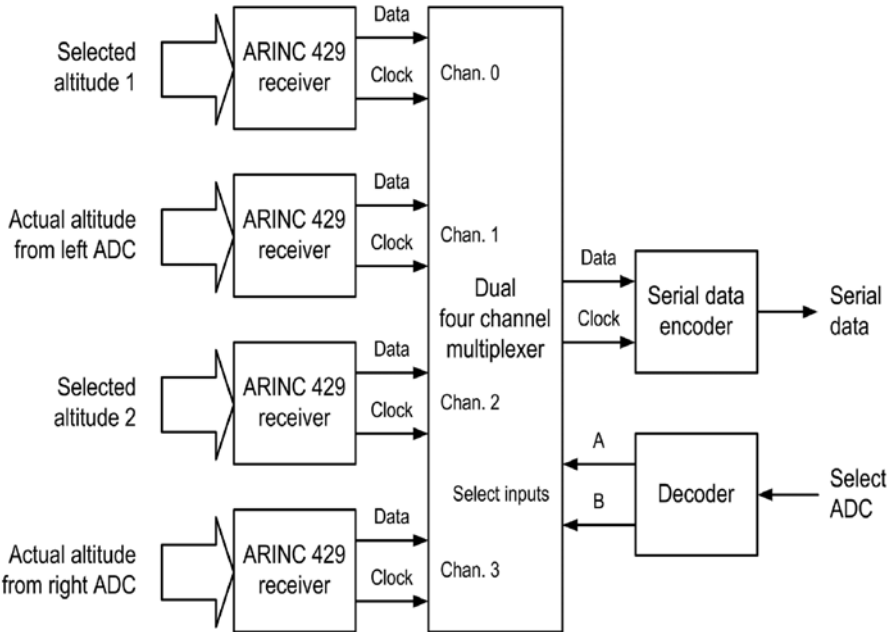 Selected
altitude 1
ARINC 429
receiver
Data
Clock
Chan. 0
Actual altitude
from left ADC
ARINC 429
receiver
Data
Clock
Chan. 1
Dual
four channel
multiplexer
Data
Clock
Serial data
encoder
Serial
data
Selected
altitude 2
ARINC 429
receiver
Data
Clock
Chan. 2
Select inputs
A
B
Decoder
Select
ADC
Actual altitude
from right ADC
ARINC 429
receiver
Data
Clock
Chan. 3